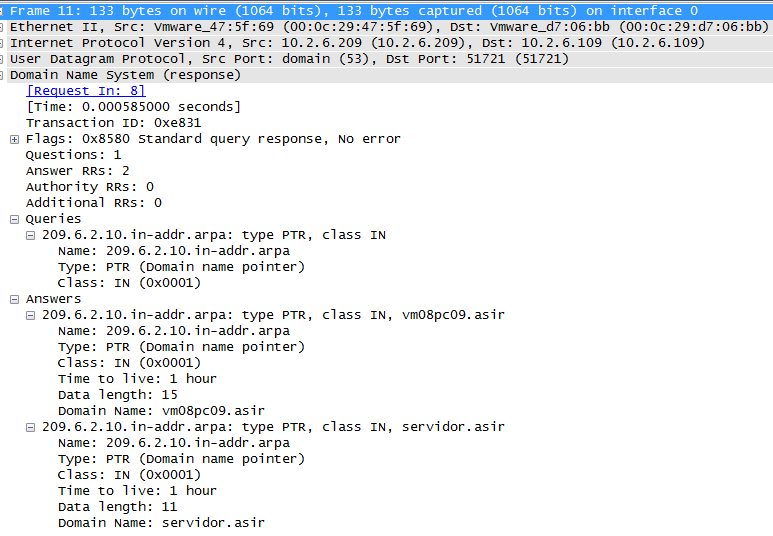 Frame 11: 133 bytes on wire (1064 bits), 133 bytes captured (1064 bits) on interface 0
Ethernet II, Src: Vmware_47:5f:69 (00:0c:29:47:5f:69), Dst: Vmware_d7:06:bb (00:0c:29:d7:06:bb)
Internet Protocol Version 4, Src: 10.2.6.209 (10.2.6.209), Dst: 10.2.6.109 (10.2.6.109)
User Datagram Protocol, Src Port: domain (53), Dst Port: 51721 (51721)
Domain Name System (response)
[Request In: 8]
[Time: 0.000585000 seconds]
Transaction ID: 0xe831
Flags: 0x8580 Standard query response, No error
Questions: 1
Answer RRs: 2
Authority RRs: 0
Additional RRs: 0
Queries
209.6.2.10.in-addr.arpa: type PTR, class IN
Name: 209.6.2.10.in-addr.arpa
Type: PTR (Domain name pointer)
Class: IN (0x0001)
Answers
209.6.2.10.in-addr.arpa: type PTR, class IN, vm08pc09.asir
Name: 209.6.2.10.in-addr.arpa
Type: PTR (Domain name pointer)
Class: IN (0x0001)
Time to live: 1 hour
Data length: 15
Domain Name: vm08pc09.asir
209.6.2.10.in-addr.arpa: type PTR, class IN, servidor.asir
Name: 209.6.2.10.in-addr.arpa
Type: PTR (Domain name pointer)
Class: IN (0x0001)
Time to live: 1 hour
Data length: 11
Domain Name: servidor.asir